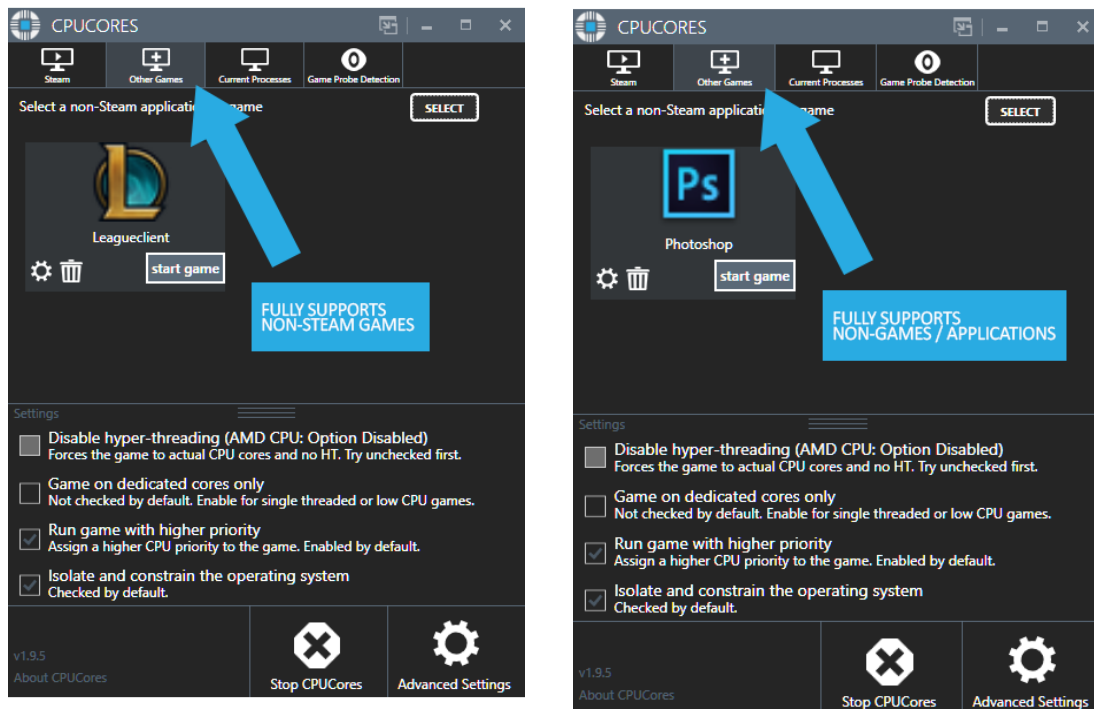 CPUCORES
Steam
Other Games
Current Processes
Game Probe Detection
Select a non-Steam applicati
game
SELECT
Leagueclient
start game
FULLY SUPPORTS
NON-STEAM GAMES
Settings
Disable hyper-threading (AMD CPU: Option Disabled)
Forces the game to actual CPU cores and no HT. Try unchecked first.
Game on dedicated cores only
Not checked by default. Enable for single threaded or low CPU games.
Run game with higher priority
Assign a higher CPU priority to the game. Enabled by default.
Isolate and constrain the operating system
Checked by default.
v1.9.5
About CPUCores
Stop CPUCores
Advanced Settings
CPUCORES
Steam
Other Games
Current Processes
Game Probe Detection
Select a non-Steam applicati
game
SELECT
Ps
Photoshop
start game
FULLY SUPPORTS
NON-GAMES / APPLICATIONS
Settings
Disable hyper-threading (AMD CPU: Option Disabled)
Forces the game to actual CPU cores and no HT. Try unchecked first.
Game on dedicated cores only
Not checked by default. Enable for single threaded or low CPU games.
Run game with higher priority
Assign a higher CPU priority to the game. Enabled by default.
Isolate and constrain the operating system
Checked by default.
v1.9.5
About CPUCores
Stop CPUCores
Advanced Settings